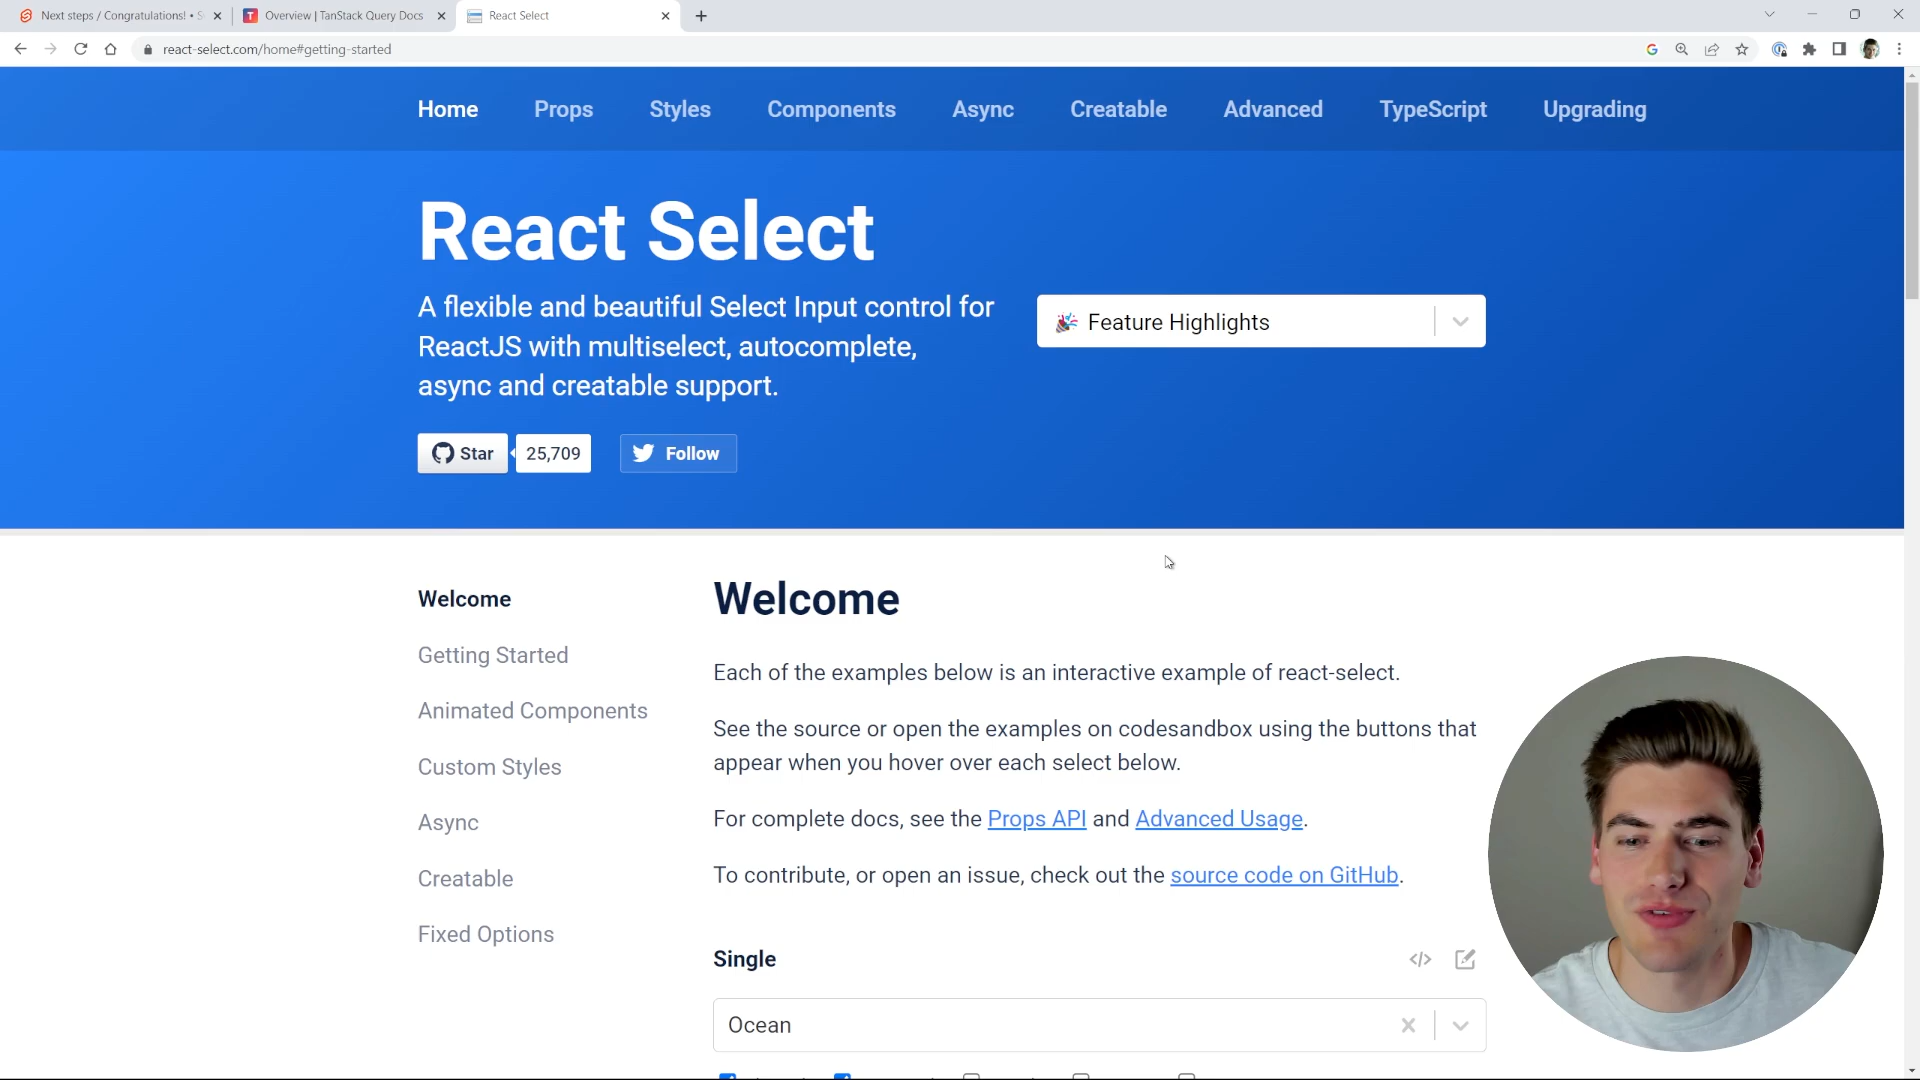 Next steps / Congratulations! •
Overview | TanStack Query Docs
React Select
react-select.com/home#getting-started
Home Props Styles Components Async Creatable Advanced TypeScript Upgrading
React Select
A flexible and beautiful Select Input control for
ReactJS with multiselect, autocomplete,
async and creatable support.
🎉 Feature Highlights
Star 25,709 Follow
Welcome
Getting Started
Animated Components
Custom Styles
Async
Creatable
Fixed Options
Welcome
Each of the examples below is an interactive example of react-select.
See the source or open the examples on codesandbox using the buttons that
appear when you hover over each select below.
For complete docs, see the Props API and Advanced Usage.
To contribute, or open an issue, check out the source code on GitHub.
Single
Ocean